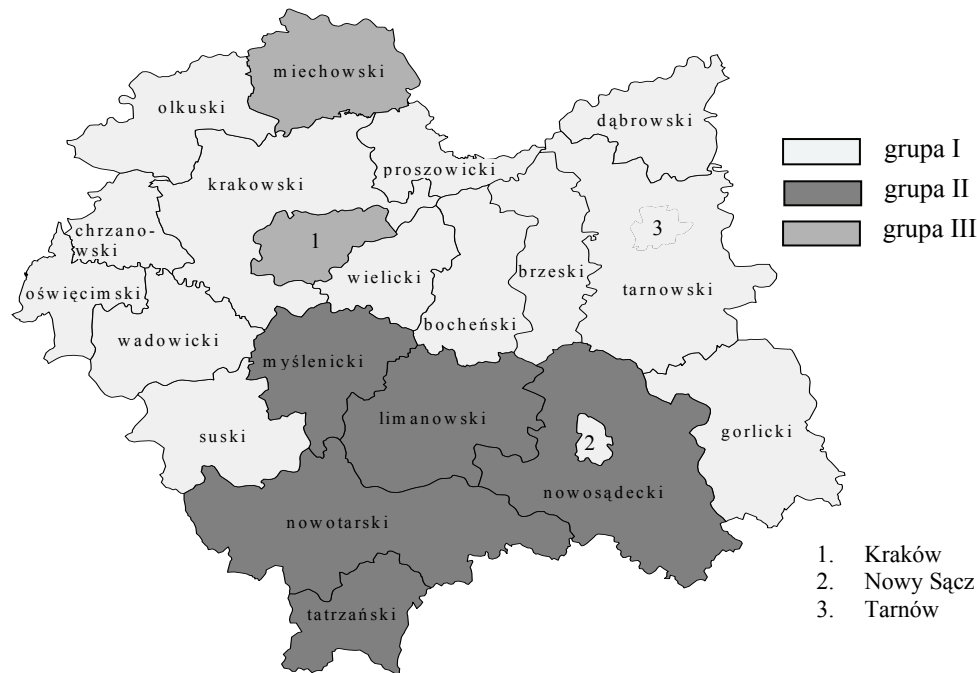 miechowski
olkuski
dąbrowski
proszowicki
krakowski
chrzano-
wski
1
3
wielicki
brzeski
tarnowski
oświęcimski
bocheński
wadowicki
myślenicki
limanowski
suski
2
gorlicki
nowosądecki
nowotarski
tatrzański
grupa I
grupa II
grupa III
1. Kraków
2. Nowy Sącz
3. Tarnów